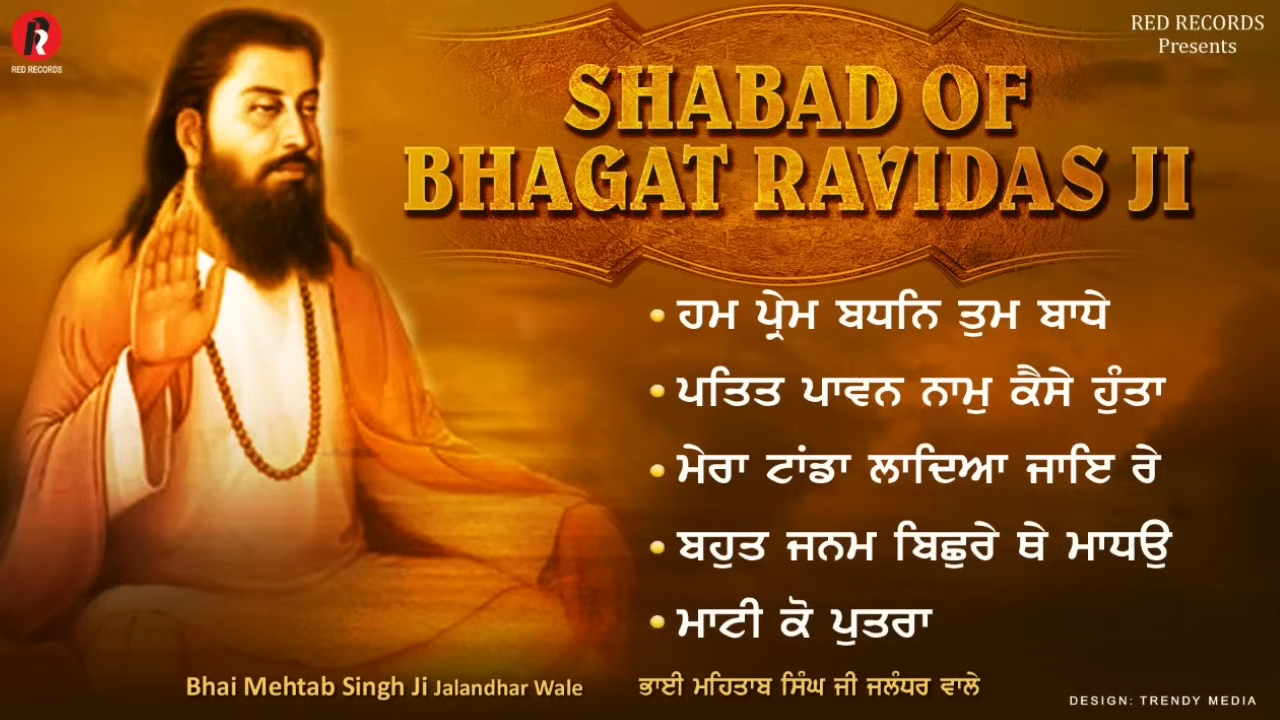 RED RECORDS
RED RECORDS
Presents
SHABAD OF
BHAGAT RAVIDAS JI
• ਹਮ ਪ੍ਰੇਮ ਬਧਨਿ ਤੁਮ ਬਾਧੇ
• ਪਤਿਤ ਪਾਵਨ ਨਾਮੁ ਕੈਸੇ ਹੁੰਤਾ
• ਮੇਰਾ ਟਾਂਡਾ ਲਾਦਿਆ ਜਾਇ ਰੇ
• ਬਹੁਤ ਜਨਮ ਬਿਛੁਰੇ ਥੇ ਮਾਧਉ
• ਮਾਟੀ ਕੋ ਪੁਤਰਾ
Bhai Mehtab Singh Ji Jalandhar Wale ਭਾਈ ਮਹਿਤਾਬ ਸਿੰਘ ਜੀ ਜਲੰਧਰ ਵਾਲੇ
DESIGN: TRENDY MEDIA